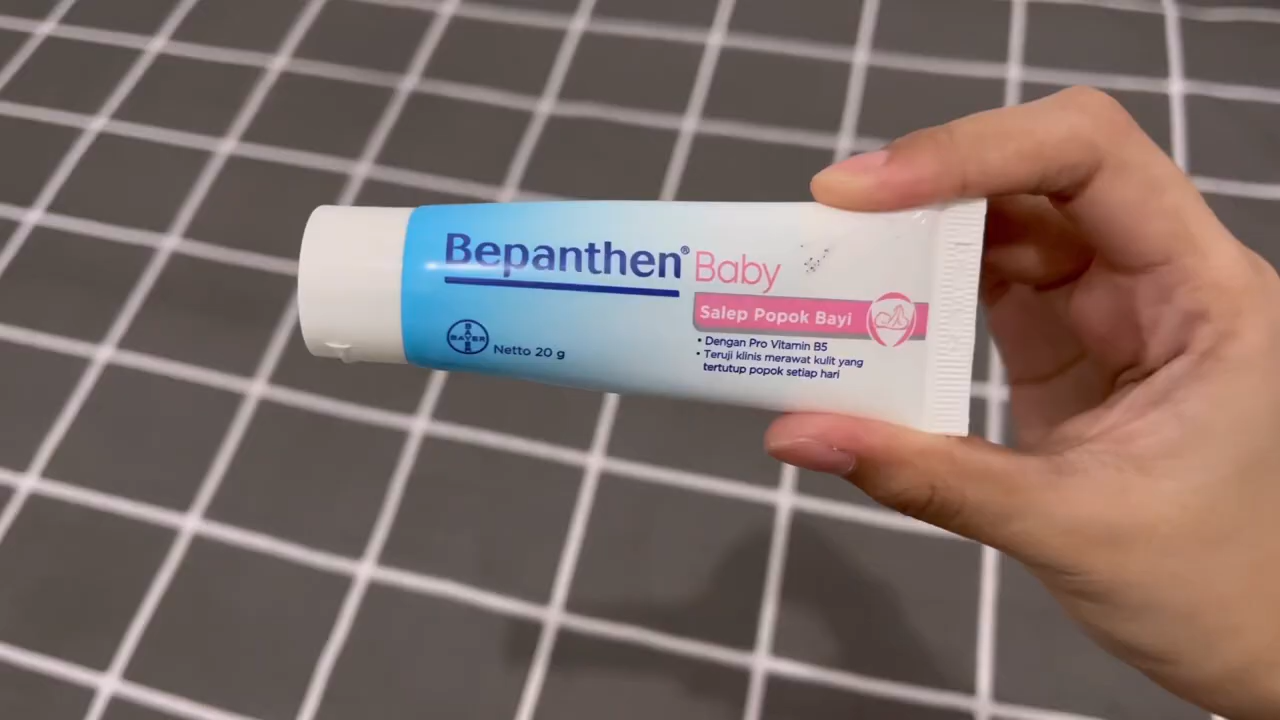 Bepanthen® Baby
Salep Popok Bayi
• Dengan Pro Vitamin B5
• Teruji klinis merawat kulit yang
tertutup popok setiap hari
BAYER
Netto 20 g